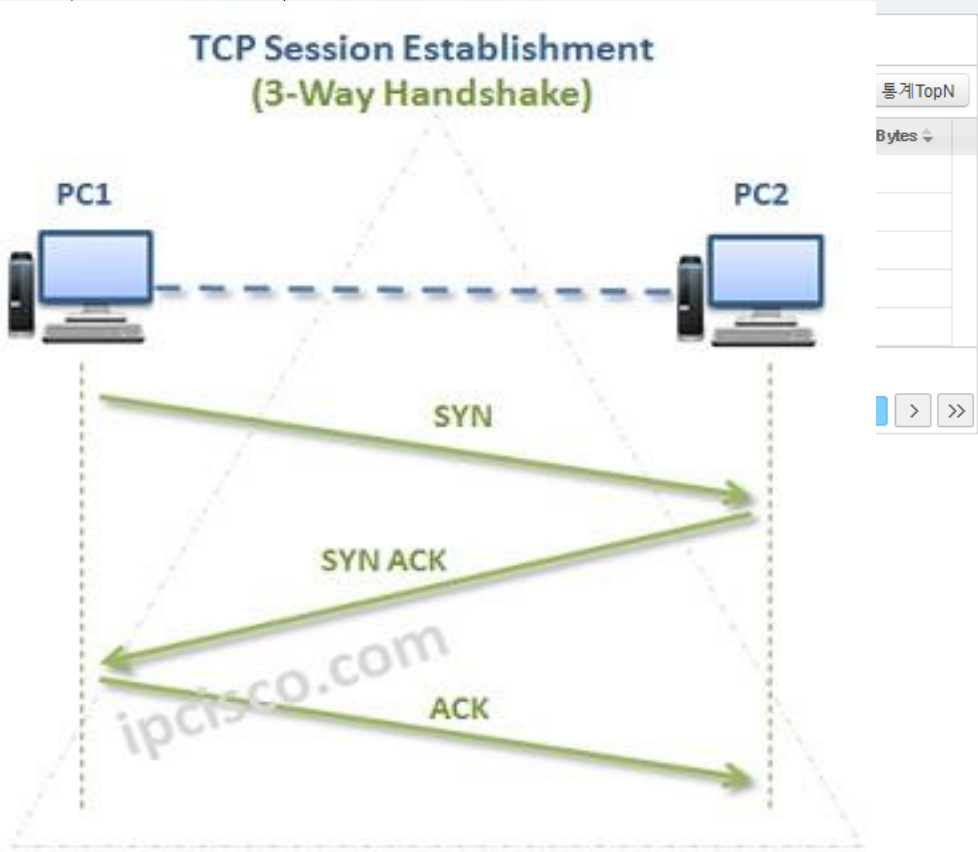 TCP Session Establishment
(3-Way Handshake)
통계TopN
Bytes
PC1
PC2
SYN
SYN ACK
ipcisco.com
ACK